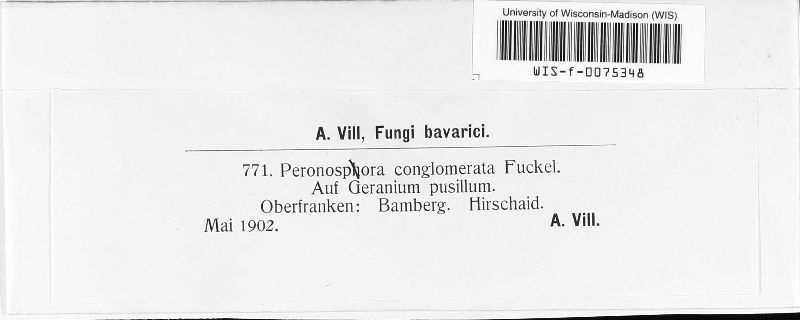 University of Wisconsin-Madison (WIS)
WIS-f-0075348
A. Vill, Fungi bavarici.
771. Peronosphora conglomerata Fuckel.
Auf Geranium pusillum.
Oberfranken: Bamberg. Hirschaid.
Mai 1902. A. Vill.